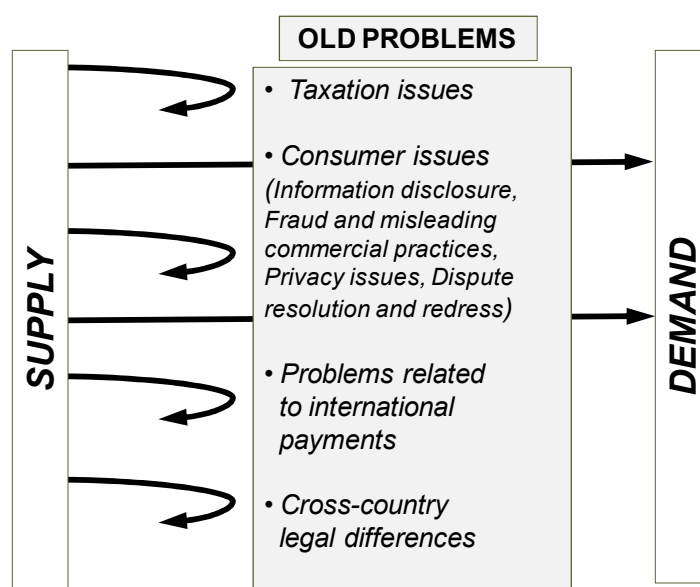 OLD PROBLEMS
SUPPLY
• Taxation issues
• Consumer issues
(Information disclosure,
Fraud and misleading
commercial practices,
Privacy issues, Dispute
resolution and redress)
• Problems related
to international
payments
• Cross-country
legal differences
DEMAND